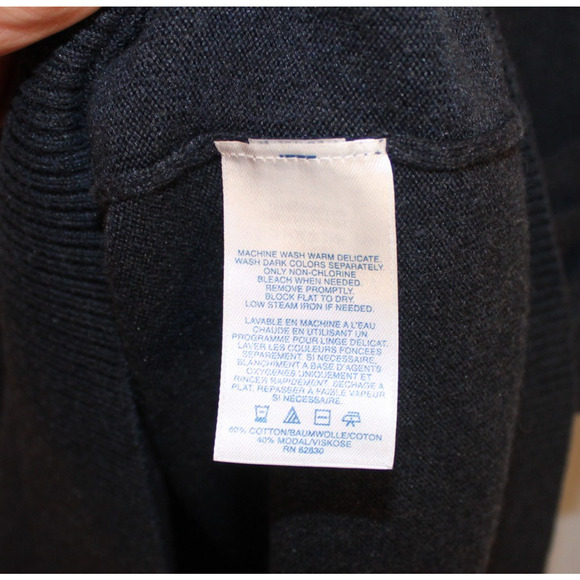 MACHINE WASH WARM DELICATE.
WASH DARK COLORS SEPARATELY.
ONLY NON-CHLORINE
BLEACH WHEN NEEDED.
REMOVE PROMPTLY.
BLOCK FLAT TO DRY.
LOW STEAM IRON IF NEEDED.
LAVABLE EN MACHINE A L'EAU
CHAUDE EN UTILISANT UN
PROGRAMME POUR LINGE DELICAT.
LAVER LES COULEURS FONCEES
SEPAREMENT. SI NECESSAIRE,
BLANCHIMENT A BASE D'AGENTS
OXYGENES UNIQUEMENT ET
RINCER RAPIDEMENT. SECHAGE A
PLAT. REPASSER A FAIBLE VAPEUR
SI NECESSAIRE.
60% COTTON/BAUMWOLLE/COTON
40% MODAL/VISKOSE
RN 82830